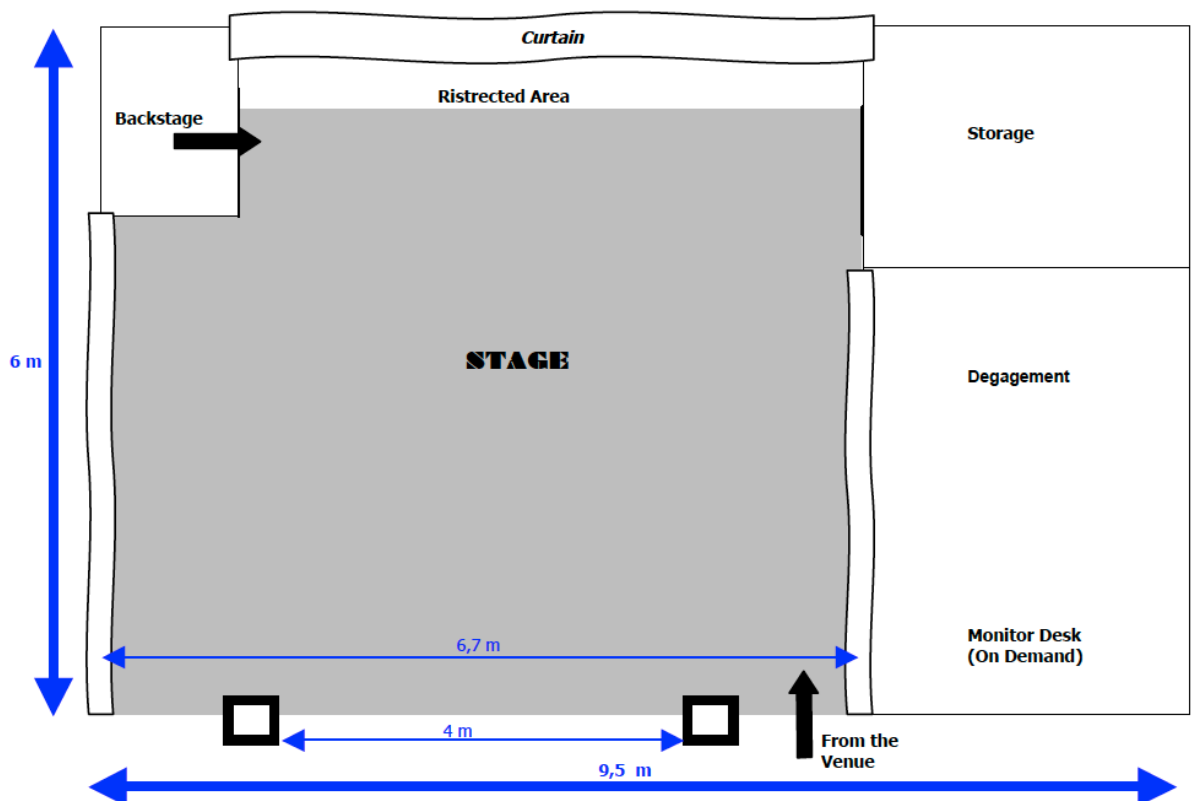 Curtain
Ristrected Area
Backstage
Storage
STAGE
6 m
Degagement
6,7 m
Monitor Desk
(On Demand)
4 m
From the
Venue
9,5 m